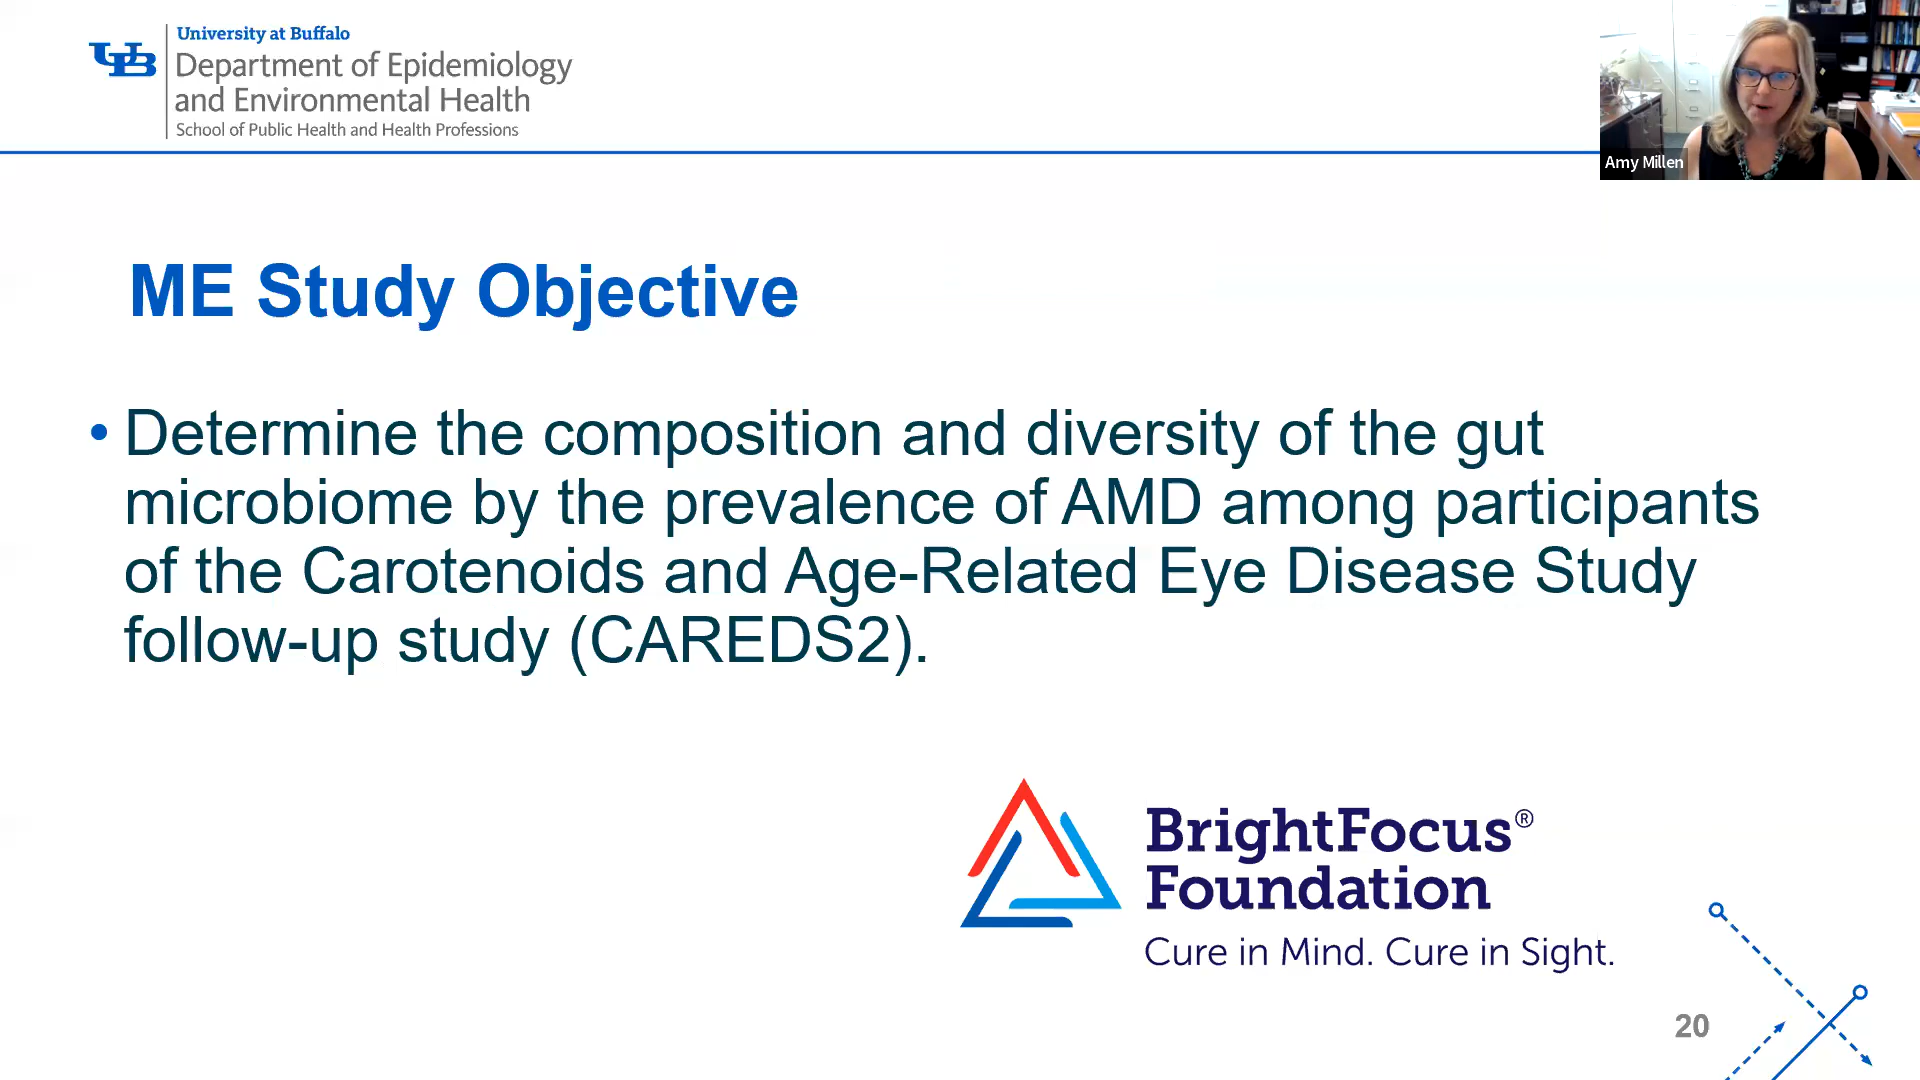 University at Buffalo
Department of Epidemiology
and Environmental Health
School of Public Health and Health Professions
Amy Millen
ME Study Objective
• Determine the composition and diversity of the gut
microbiome by the prevalence of AMD among participants
of the Carotenoids and Age-Related Eye Disease Study
follow-up study (CAREDS2).
BrightFocus®
Foundation
Cure in Mind. Cure in Sight.
20